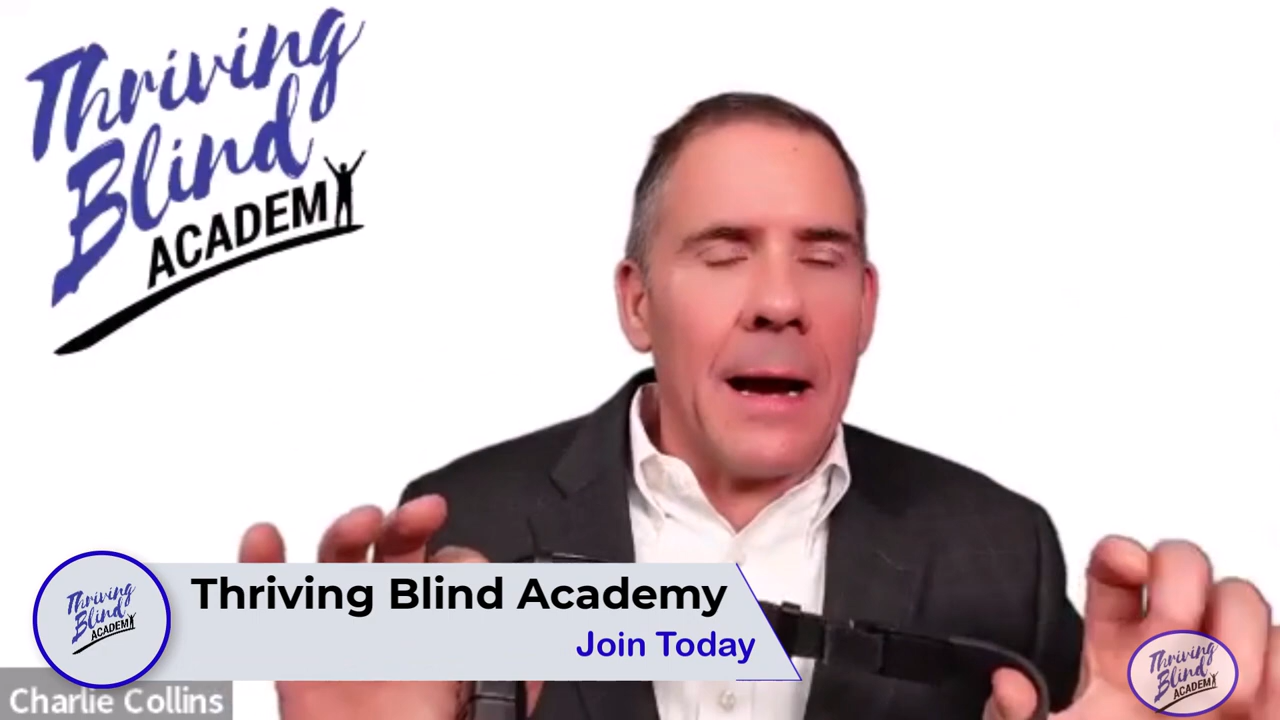 Thriving
Blind
ACADEMY
Thriving Blind Academy
Join Today
Thriving
Blind
ACADEMY
Charlie Collins
Thriving
Blind
ACADEMY